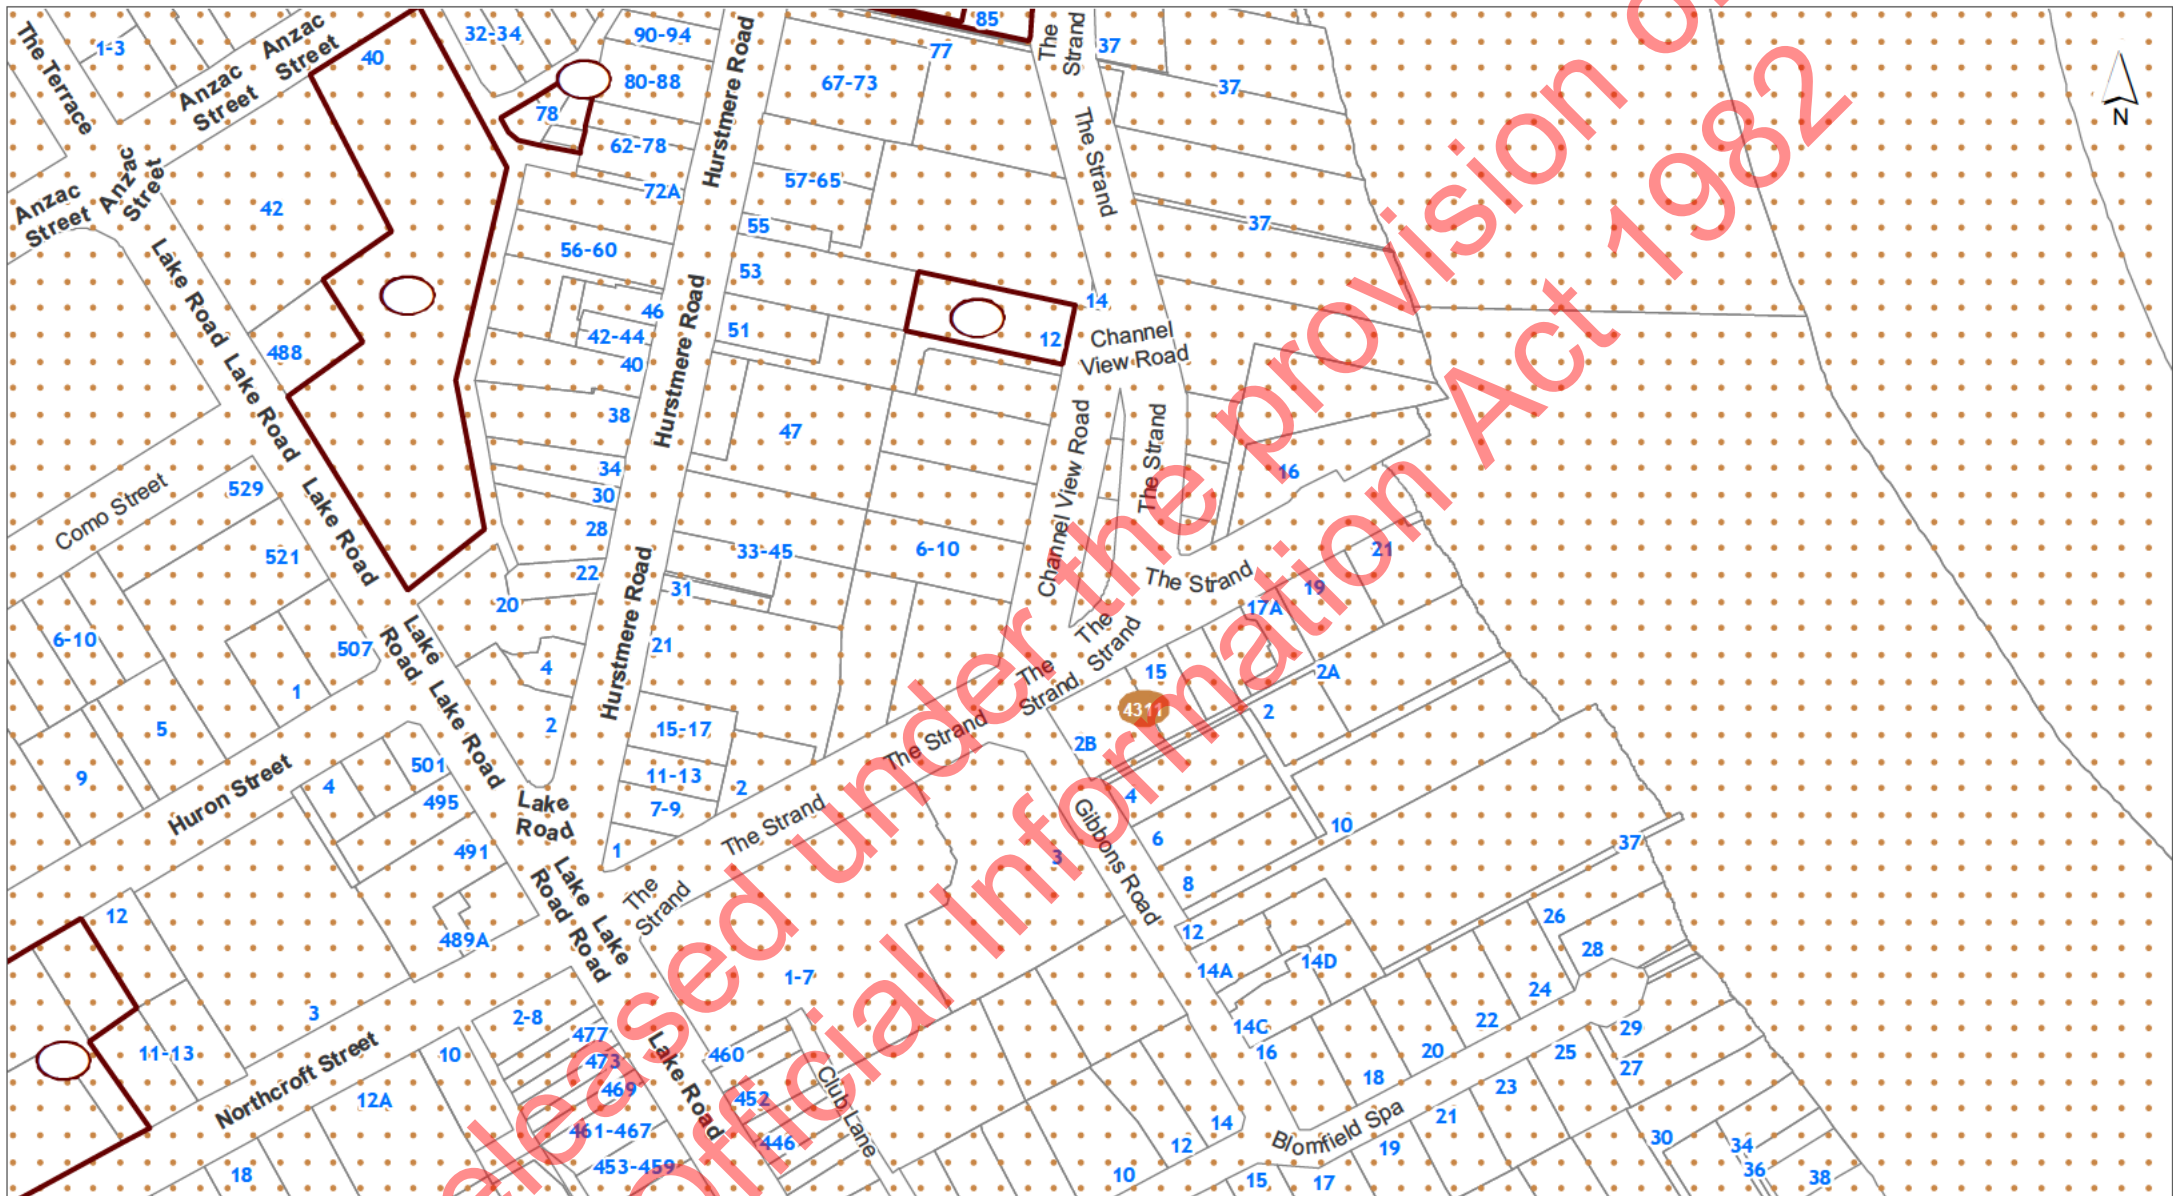 The Terrace
1-3
Anzac
Street
Anzac
Street
40
32-34
90-94
80-88
78
62-78
72A
Hurstmere Road
67-73
77
85
The
Strand
37
37
N
Anzac
Street
Anzac
Street
42
57-65
55
53
The Strand
37
Lake Road
56-60
46
42-44
40
Hurstmere Road
51
12
14
Channel
View Road
488
Lake Road
38
47
34
30
28
Channel View Road
The Strand
16
Como Street
529
521
Lake Road
22
20
33-45
31
6-10
The Strand
21
19
17A
6-10
507
1
5
9
Lake
Road
Lake Road
4
2
Hurstmere Road
21
15-17
11-13
7-9
1
2
The
Strand
The
Strand
The Strand
The Strand
The
Strand
15
4311
2B
2
2A
4
6
8
10
37
Gibbons Road
3
Huron Street
4
501
495
491
489A
Lake
Road
Lake
Road
Lake
Road
12
3
11-13
Northcroft Street
10
12A
18
2-8
477
473
469
461-467
453-459
Lake Road
1-7
460
452
446
Club Lane
12
14A
14D
14C
16
26
28
24
22
20
18
29
27
25
23
21
19
17
15
14
12
10
Blomfield Spa
30
34
36
38
eleased under the provision o
official Information Act 1982